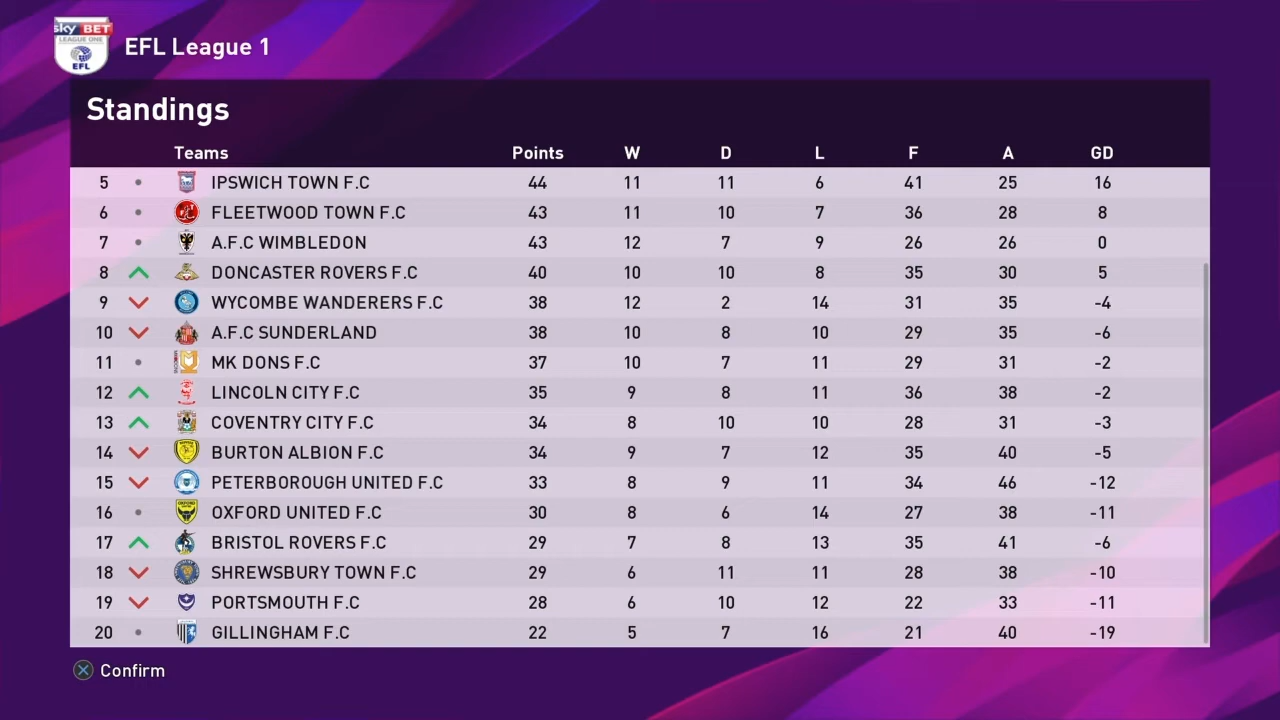 sky BET
LEAGUE ONE
EFL
EFL League 1
Standings
Teams Points W D L F A GD
5 IPSWICH TOWN F.C 44 11 11 6 41 25 16
6 FLEETWOOD TOWN F.C 43 11 10 7 36 28 8
7 A.F.C WIMBLEDON 43 12 7 9 26 26 0
8 DONCASTER ROVERS F.C 40 10 10 8 35 30 5
9 WYCOMBE WANDERERS F.C 38 12 2 14 31 35 -4
10 A.F.C SUNDERLAND 38 10 8 10 29 35 -6
11 MK DONS F.C 37 10 7 11 29 31 -2
12 LINCOLN CITY F.C 35 9 8 11 36 38 -2
13 COVENTRY CITY F.C 34 8 10 10 28 31 -3
14 BURTON ALBION F.C 34 9 7 12 35 40 -5
15 PETERBOROUGH UNITED F.C 33 8 9 11 34 46 -12
16 OXFORD UNITED F.C 30 8 6 14 27 38 -11
17 BRISTOL ROVERS F.C 29 7 8 13 35 41 -6
18 SHREWSBURY TOWN F.C 29 6 11 11 28 38 -10
19 PORTSMOUTH F.C 28 6 10 12 22 33 -11
20 GILLINGHAM F.C 22 5 7 16 21 40 -19
Confirm